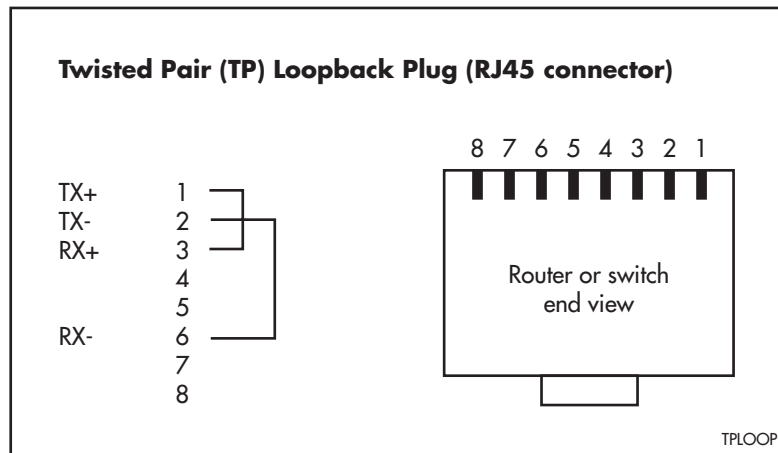 Twisted Pair (TP) Loopback Plug (RJ45 connector)
TX+ 1
TX- 2
RX+ 3
4
5
RX- 6
7
8
8 7 6 5 4 3 2 1
Router or switch
end view
TPLOOP